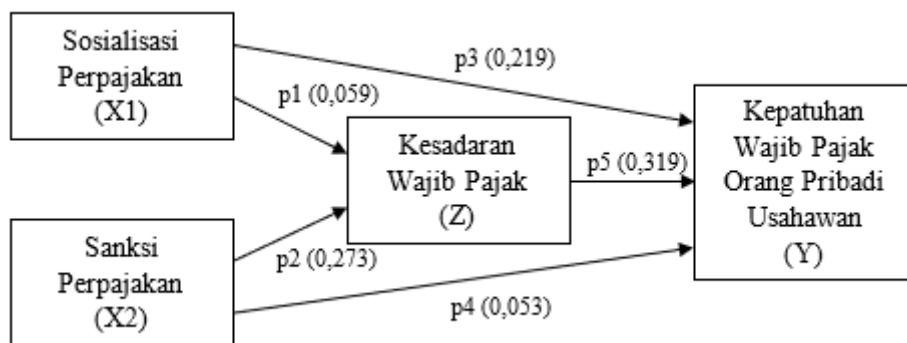 Sosialisasi
Perpajakan
(X1)
p3 (0,219)
p1 (0,059)
Kesadaran
Wajib Pajak
(Z)
p5 (0,319)
Kepatuhan
Wajib Pajak
Orang Pribadi
Usahawan
(Y)
Sanksi
Perpajakan
(X2)
p2 (0,273)
p4 (0,053)